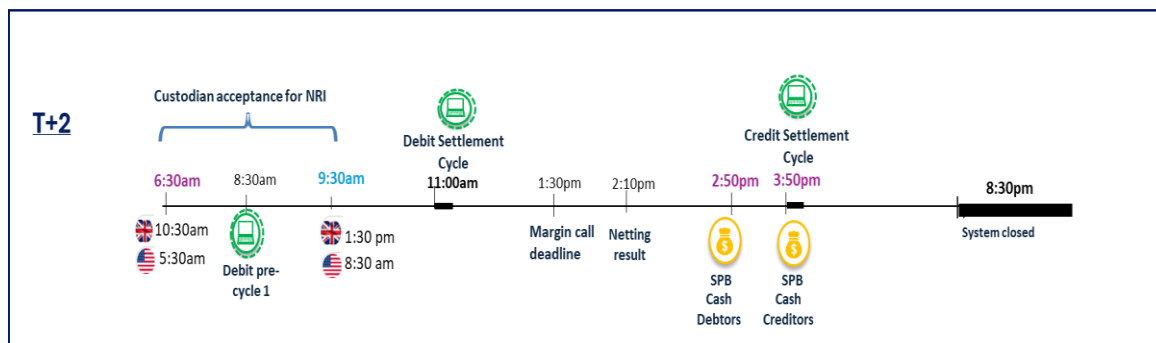 Custodian acceptance for NRI
T+2
Debit Settlement
Cycle
Credit Settlement
Cycle
6:30am
8:30am
9:30am
11:00am
1:30pm
2:10pm
2:50pm
3:50pm
8:30pm
10:30am
5:30am
Debit pre-
cycle 1
1:30 pm
8:30 am
Margin call
deadline
Netting
result
SPB
Cash
Debtors
SPB
Cash
Creditors
System closed
$
$